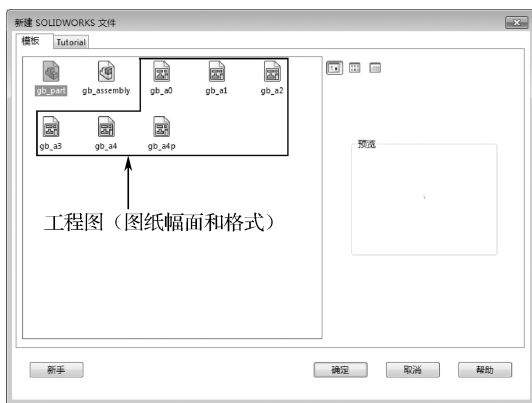 新建 SOLIDWORKS 文件
模板 Tutorial
gb_part gb_assembly gb_a0 gb_a1 gb_a2
gb_a3 gb_a4 gb_a4p
预览
工程图（图纸幅面和格式）
新手 确定 取消 帮助